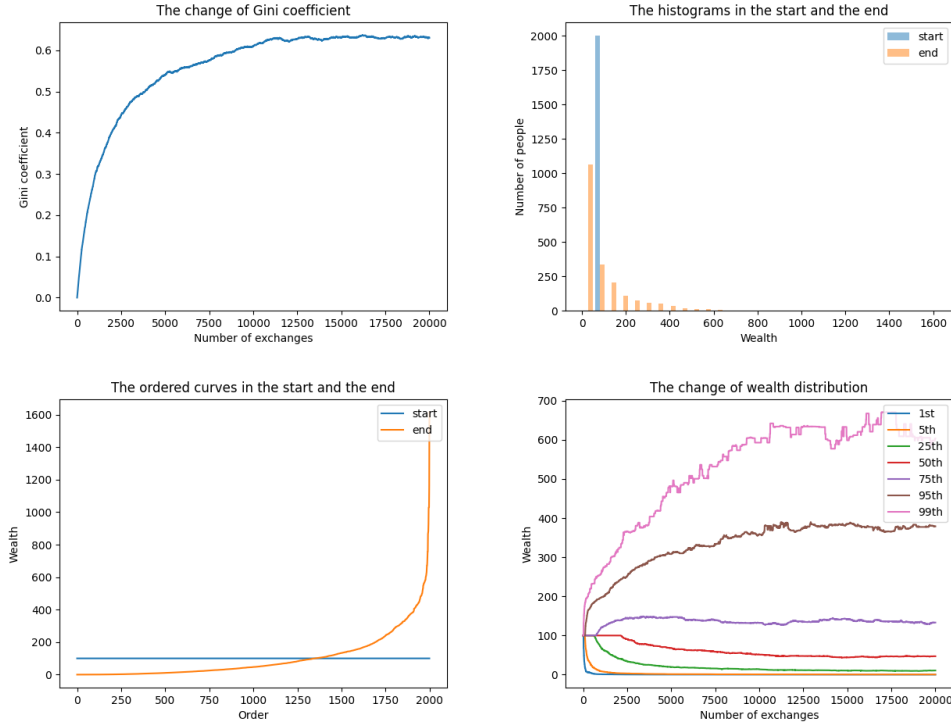 The change of Gini coefficient
Gini coefficient
0.6
0.5
0.4
0.3
0.2
0.1
0.0
0 2500 5000 7500 10000 12500 15000 17500 20000
Number of exchanges
The histograms in the start and the end
Number of people
2000
1750
1500
1250
1000
750
500
250
0
start
end
0 200 400 600 800 1000 1200 1400 1600
Wealth
The ordered curves in the start and the end
Wealth
1600
1400
1200
1000
800
600
400
200
0
start
end
0 250 500 750 1000 1250 1500 1750 2000
Order
The change of wealth distribution
Wealth
700
600
500
400
300
200
100
0
1st
5th
25th
50th
75th
95th
99th
0 2500 5000 7500 10000 12500 15000 17500 20000
Number of exchanges